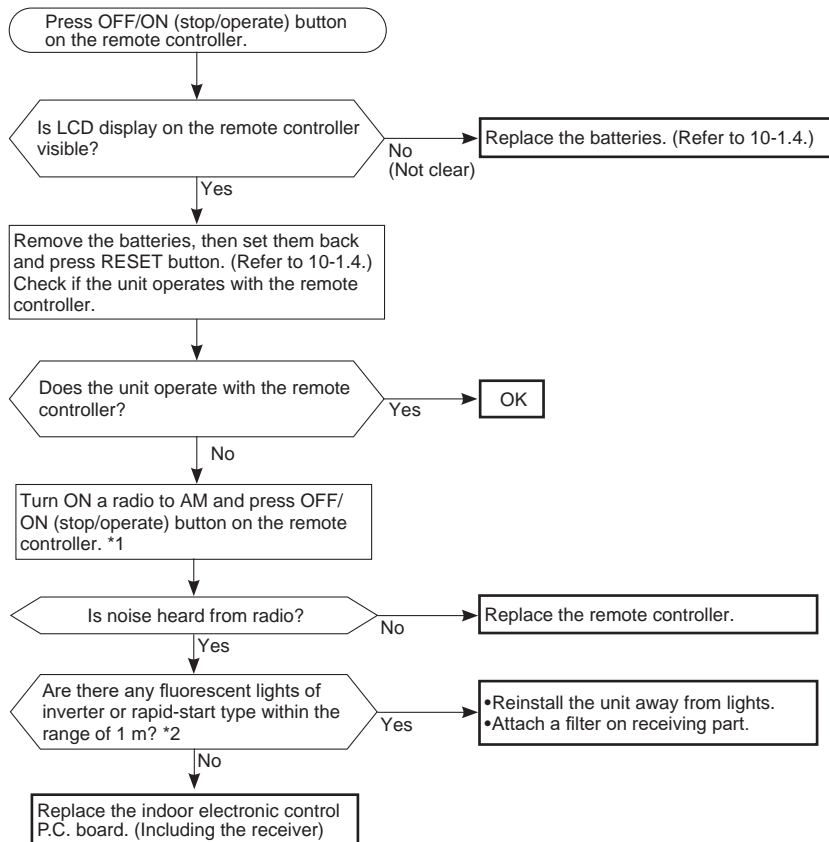 Press OFF/ON (stop/operate) button
on the remote controller.
Is LCD display on the remote controller
visible?
No
(Not clear)
Replace the batteries. (Refer to 10-1.4.)
Yes
Remove the batteries, then set them back
and press RESET button. (Refer to 10-1.4.)
Check if the unit operates with the remote
controller.
Does the unit operate with the remote
controller?
Yes
OK
No
Turn ON a radio to AM and press OFF/
ON (stop/operate) button on the remote
controller. *1
Is noise heard from radio?
No
Replace the remote controller.
Yes
Are there any fluorescent lights of
inverter or rapid-start type within the
range of 1 m? *2
Yes
•Reinstall the unit away from lights.
•Attach a filter on receiving part.
No
Replace the indoor electronic control
P.C. board. (Including the receiver)